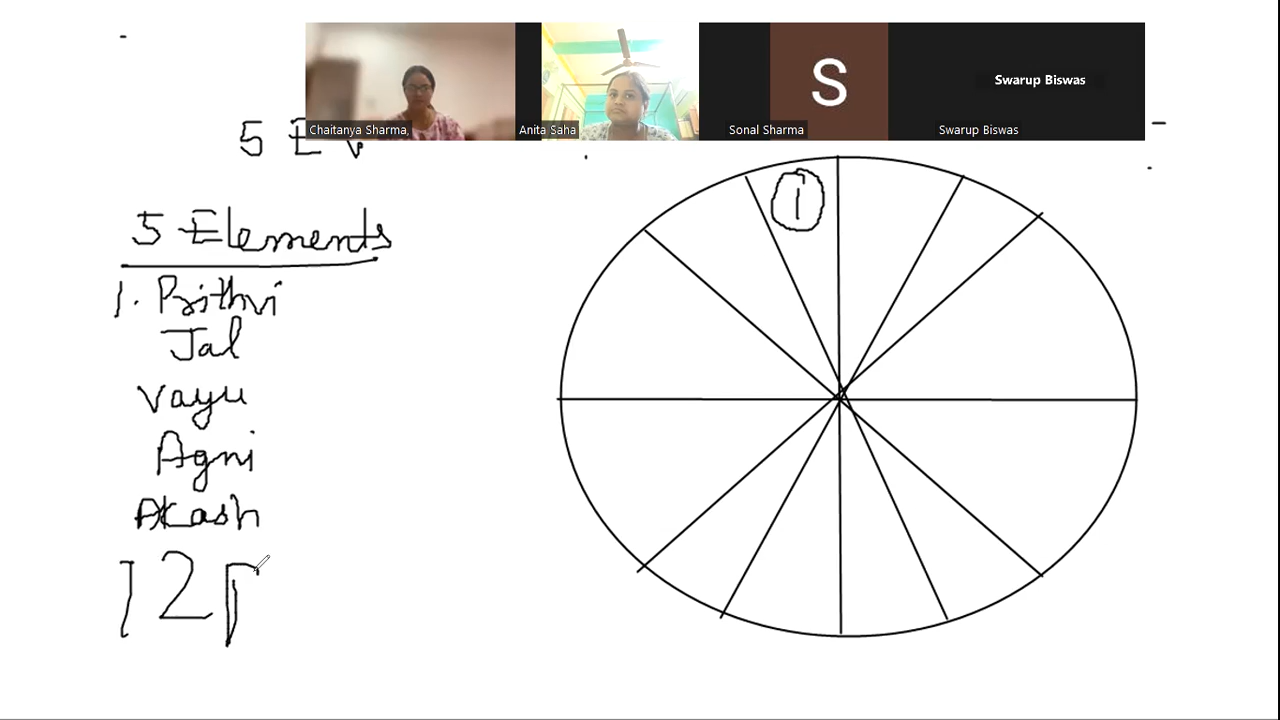 S
Swarup Biswas
Chaitanya Sharma,
Anita Saha
Sonal Sharma
Swarup Biswas
5 E
1
5 Elements
1. Prithvi
Jal
Vayu
Agni
Akash
12